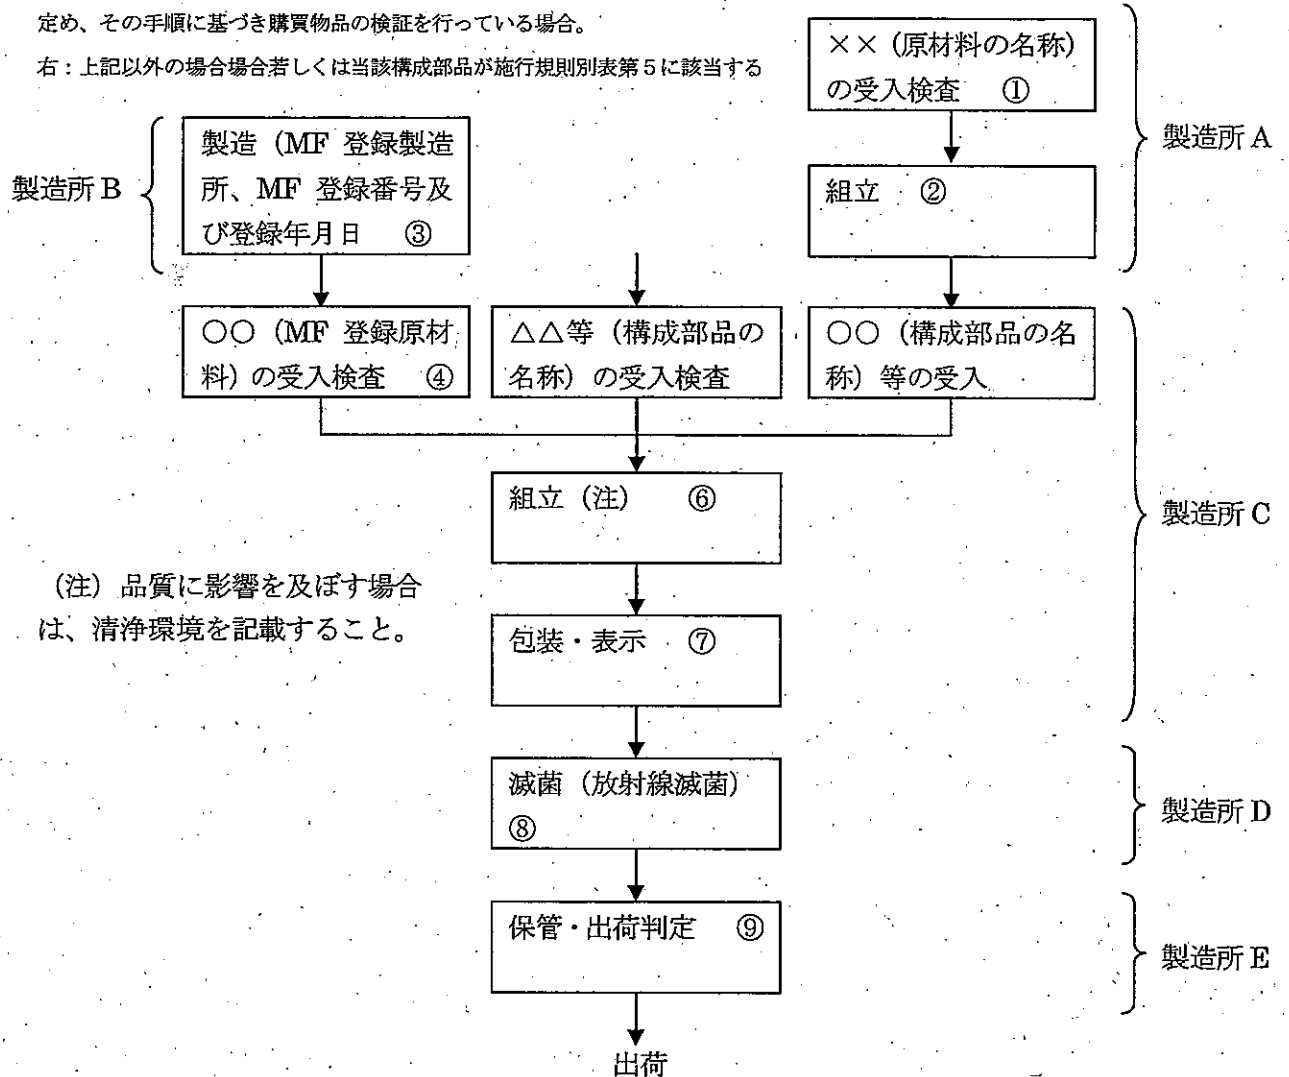 定め、その手順に基づき購買物品の検証を行っている場合。
右：上記以外の場合場合若しくは当該構成部品が施行規則別表第５に該当する
××（原材料の名称）
の受入検査　①
製造所 A
組立　②
製造所 B
製造（MF 登録製造
所、MF 登録番号及
び登録年月日　③
○○（MF 登録原材
料）の受入検査　④
△△等（構成部品の
名称）の受入検査
○○（構成部品の名
称）等の受入
組立（注）　⑥
製造所 C
（注）品質に影響を及ぼす場合
は、清浄環境を記載すること。
包装・表示　⑦
滅菌（放射線滅菌）
⑧
製造所 D
保管・出荷判定　⑨
製造所 E
出荷